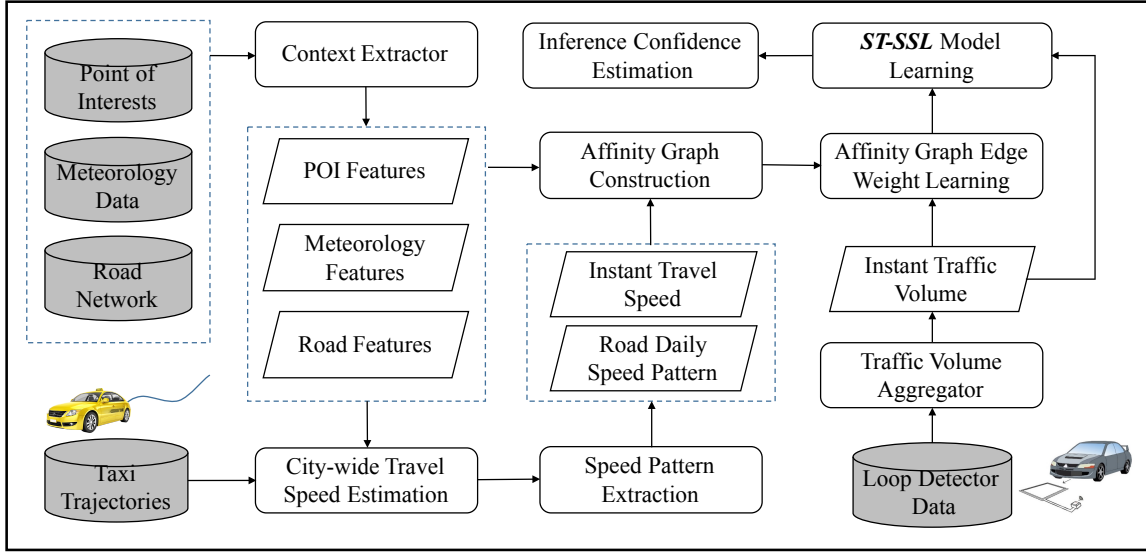 Point of
Interests
Meteorology
Data
Road
Network
Taxi
Trajectories
Context Extractor
POI Features
Meteorology
Features
Road Features
City-wide Travel
Speed Estimation
Inference Confidence
Estimation
Affinity Graph
Construction
Instant Travel
Speed
Road Daily
Speed Pattern
Speed Pattern
Extraction
ST-SSL Model
Learning
Affinity Graph Edge
Weight Learning
Instant Traffic
Volume
Traffic Volume
Aggregator
Loop Detector
Data